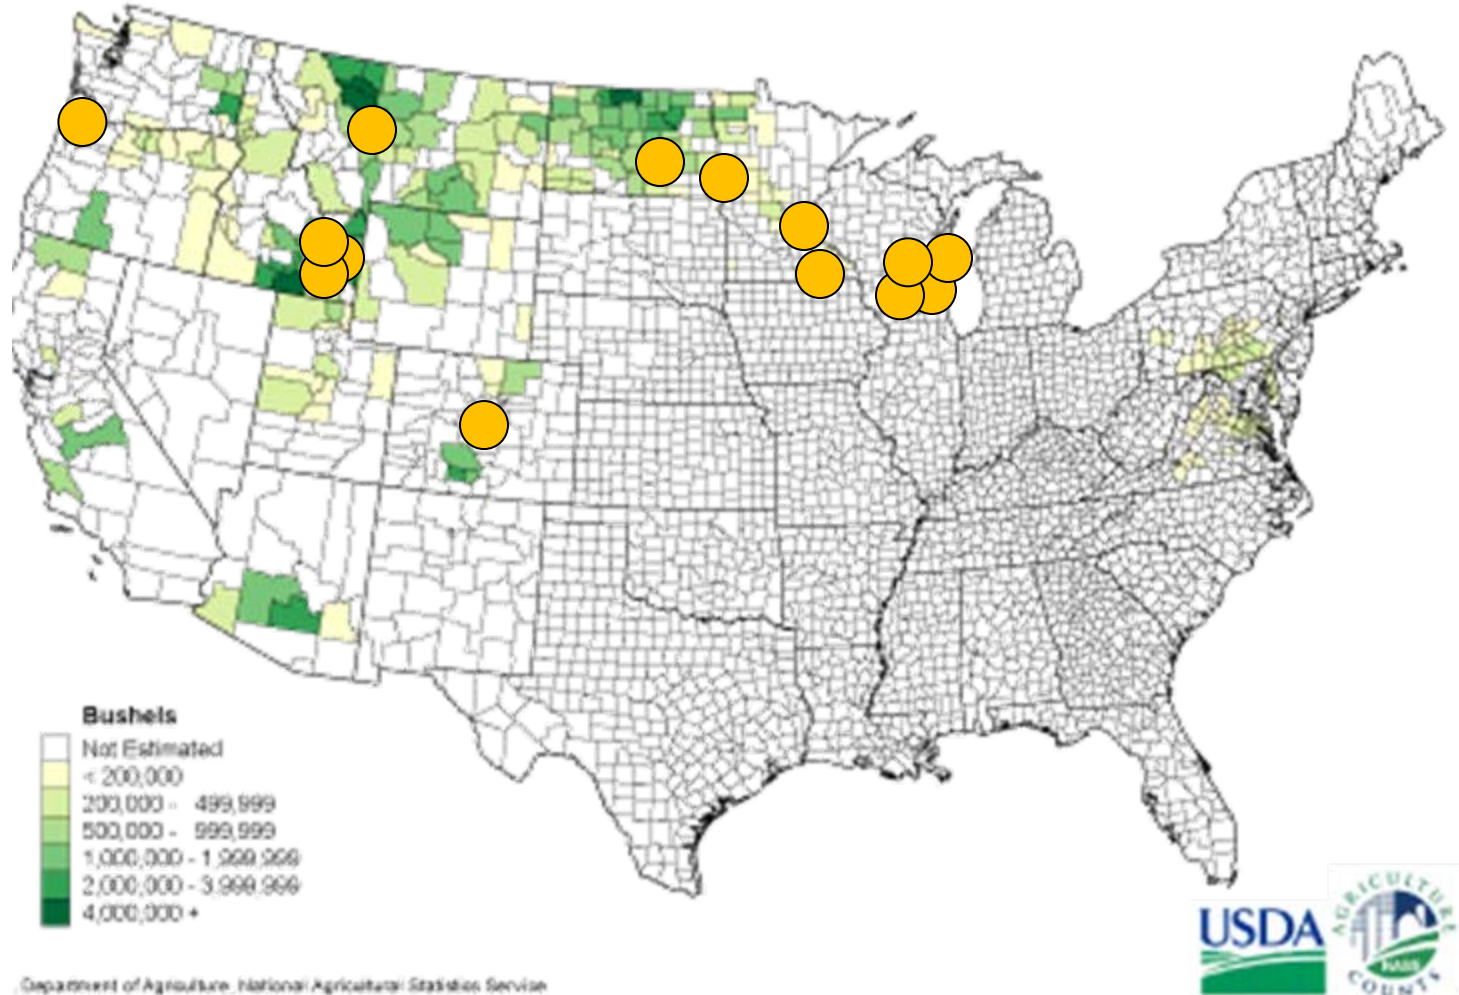 Bushels
Not Estimated
< 200,000
200,000 - 499,999
500,000 - 999,999
1,000,000 - 1,999,999
2,000,000 - 3,999,999
4,000,000 +
USDA
AGRICULTURE
NASS
COUNTS
Department of Agriculture, National Agricultural Statistics Service